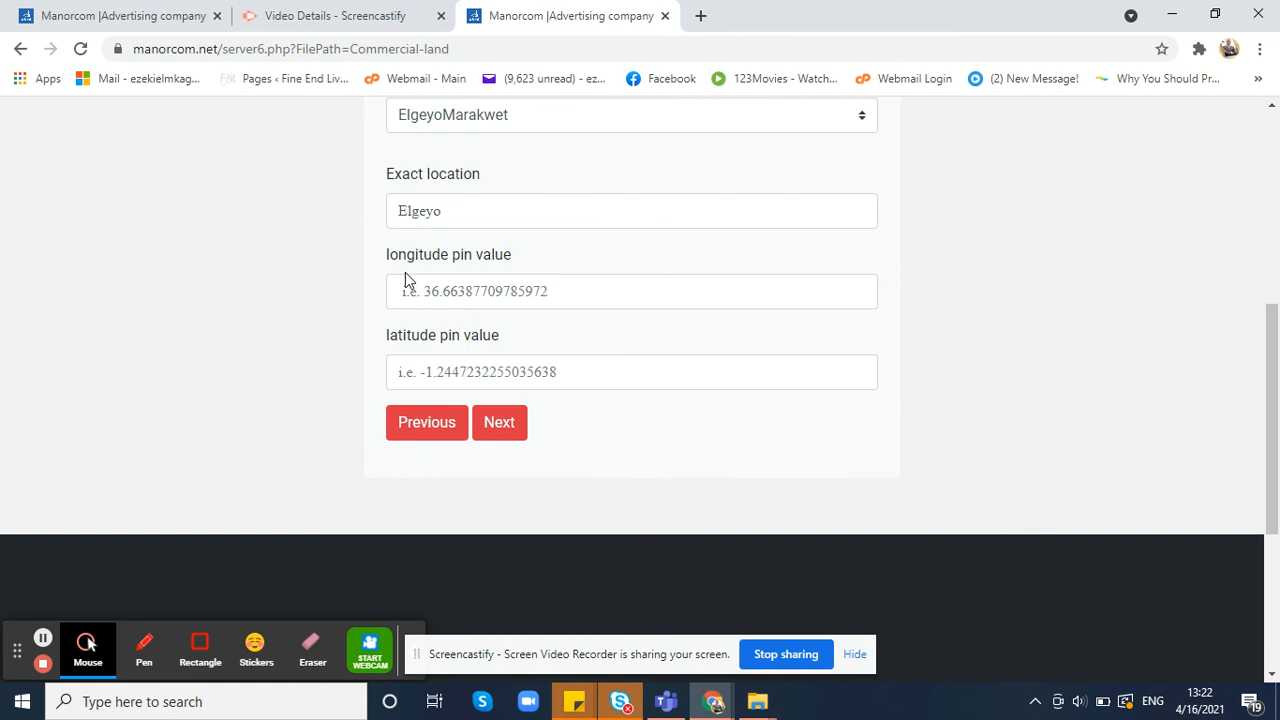 Manorcom |Advertising company
Video Details - Screencastify
Manorcom |Advertising company
manorcom.net/server6.php?FilePath=Commercial-land
Apps
Mail - ezekielmkag...
Pages ‹ Fine End Liv...
Webmail - Main
(9,623 unread) - ez...
Facebook
123Movies - Watch...
Webmail Login
(2) New Message!
Why You Should Pr...
»
ElgeyoMarakwet
Exact location
Elgeyo
longitude pin value
i.e. 36.66387709785972
latitude pin value
i.e. -1.2447232255035638
Previous
Next
Mouse
Pen
Rectangle
Stickers
Eraser
START
WEBCAM
Screencastify - Screen Video Recorder is sharing your screen.
Stop sharing
Hide
Type here to search
ENG
13:22
4/16/2021
19